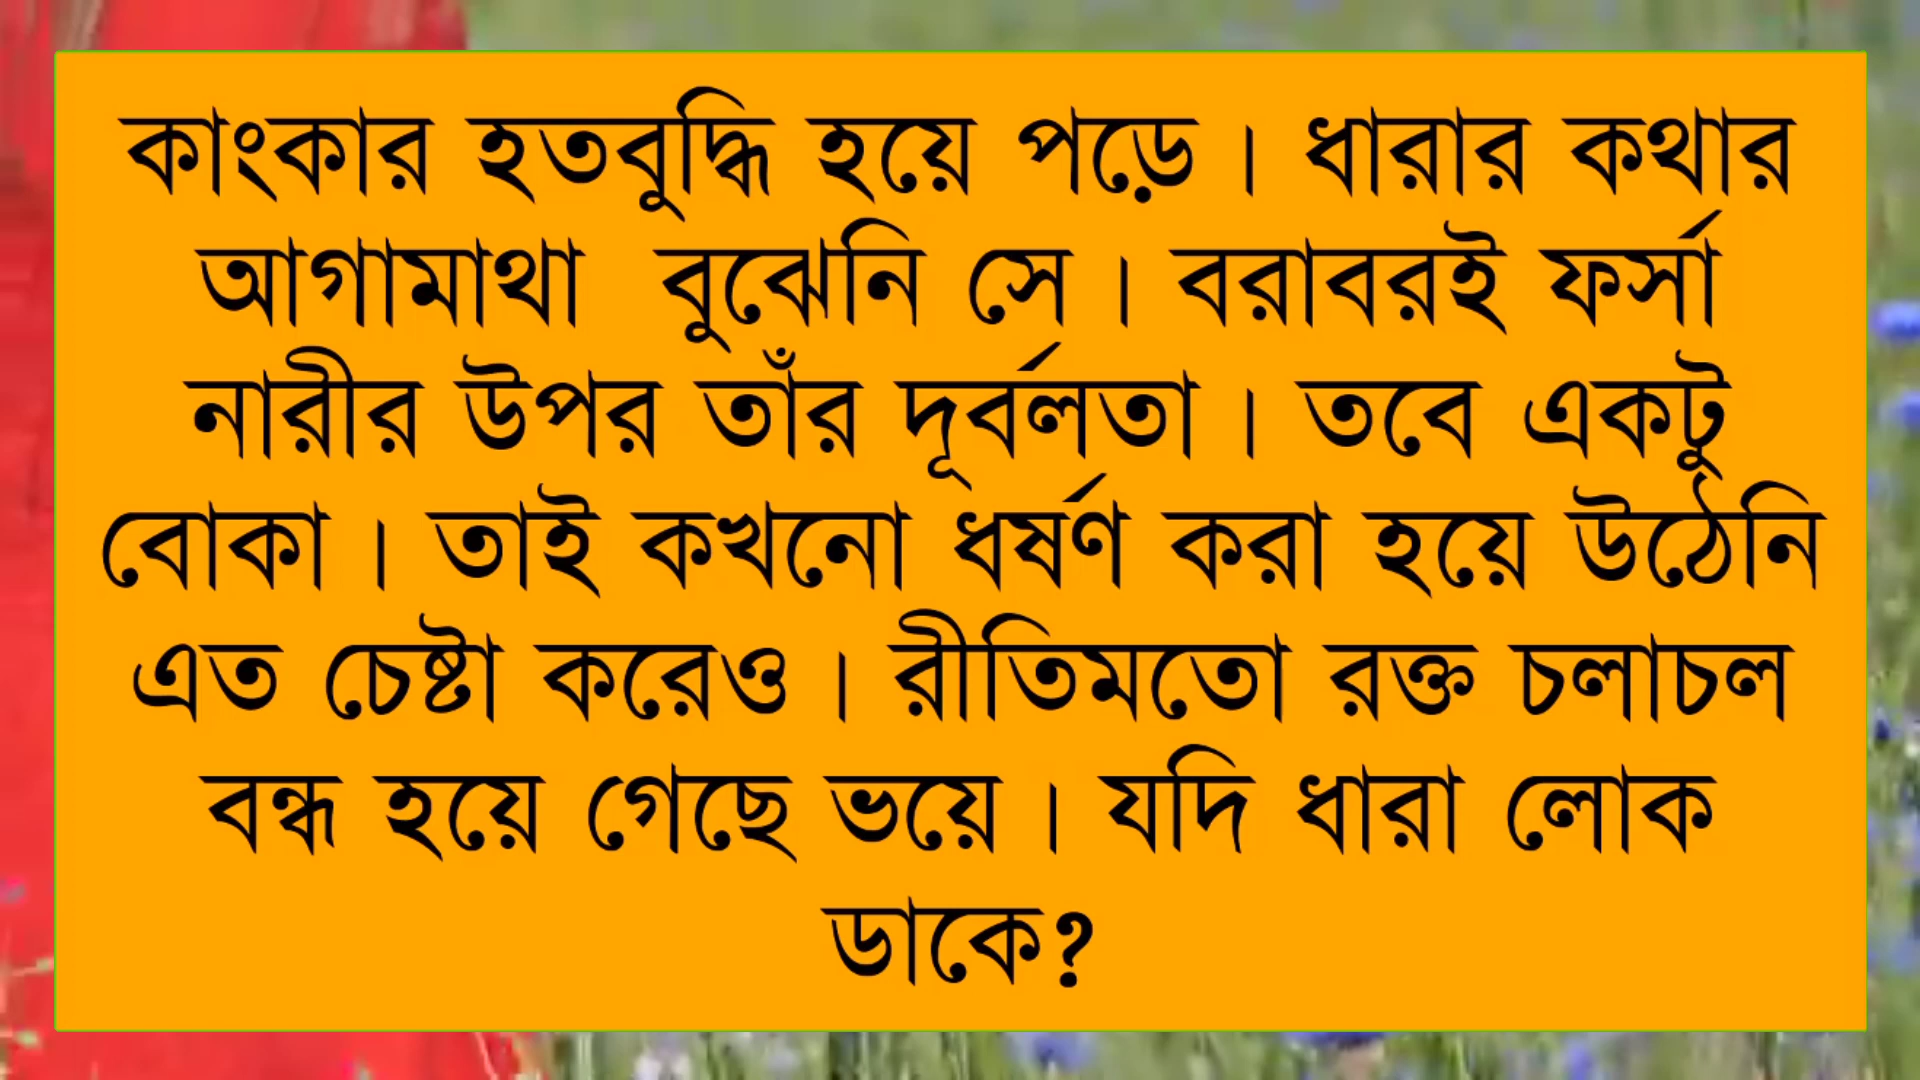 কাংকার হতবুদ্ধি হয়ে পড়ে। ধারার কথার
আগামাথা বুঝেনি সে। বরাবরই ফর্সা
নারীর উপর তাঁর দূর্বলতা। তবে একটু
বোকা। তাই কখনো ধর্ষণ করা হয়ে উঠেনি
এত চেষ্টা করেও। রীতিমতো রক্ত চলাচল
বন্ধ হয়ে গেছে ভয়ে। যদি ধারা লোক
ডাকে?